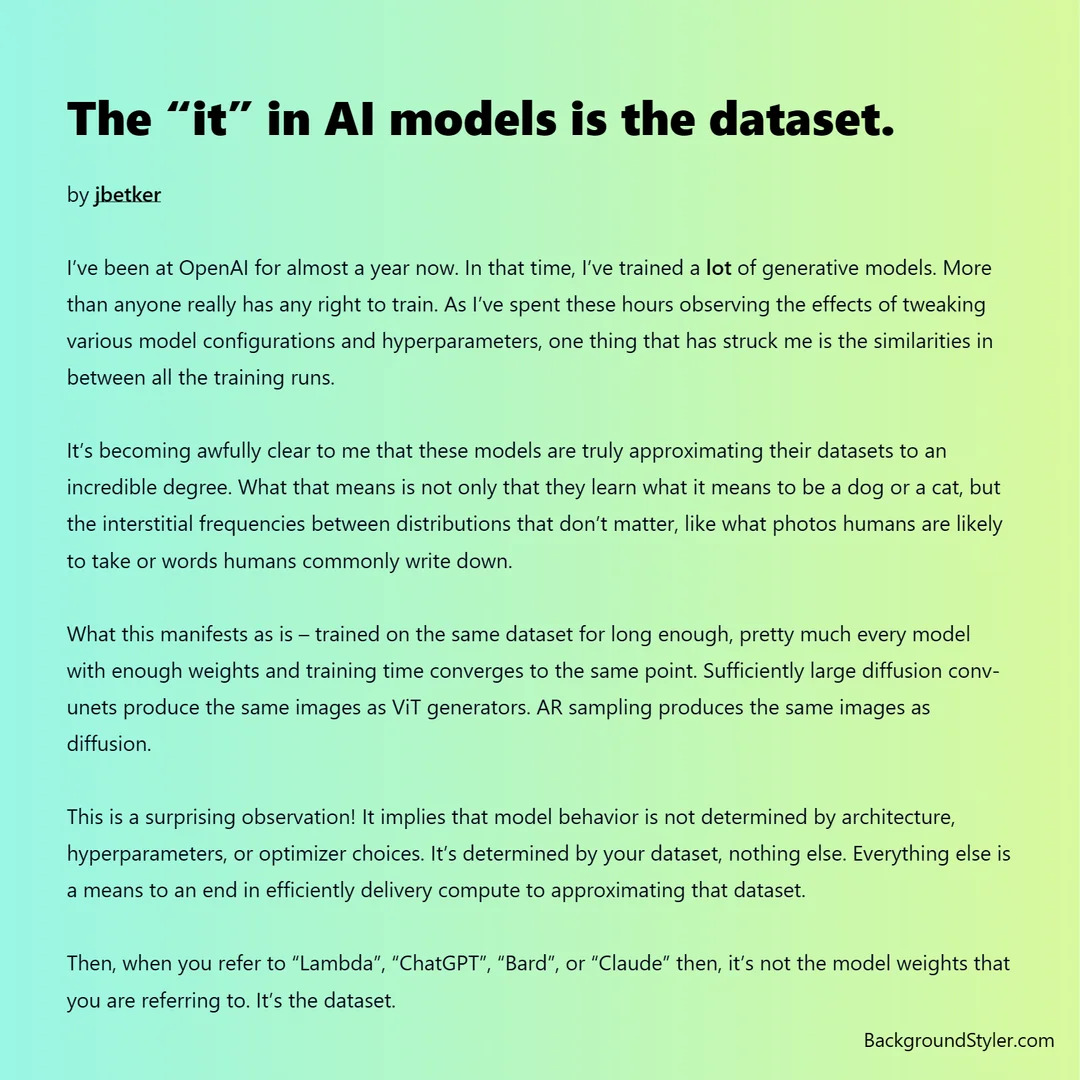 The “it” in AI models is the dataset.
by jbetker
I’ve been at OpenAI for almost a year now. In that time, I’ve trained a lot of generative models. More
than anyone really has any right to train. As I’ve spent these hours observing the effects of tweaking
various model configurations and hyperparameters, one thing that has struck me is the similarities in
between all the training runs.
It’s becoming awfully clear to me that these models are truly approximating their datasets to an
incredible degree. What that means is not only that they learn what it means to be a dog or a cat, but
the interstitial frequencies between distributions that don’t matter, like what photos humans are likely
to take or words humans commonly write down.
What this manifests as is – trained on the same dataset for long enough, pretty much every model
with enough weights and training time converges to the same point. Sufficiently large diffusion conv-
unets produce the same images as ViT generators. AR sampling produces the same images as
diffusion.
This is a surprising observation! It implies that model behavior is not determined by architecture,
hyperparameters, or optimizer choices. It’s determined by your dataset, nothing else. Everything else is
a means to an end in efficiently delivery compute to approximating that dataset.
Then, when you refer to “Lambda”, “ChatGPT”, “Bard”, or “Claude” then, it’s not the model weights that
you are referring to. It’s the dataset.
BackgroundStyler.com